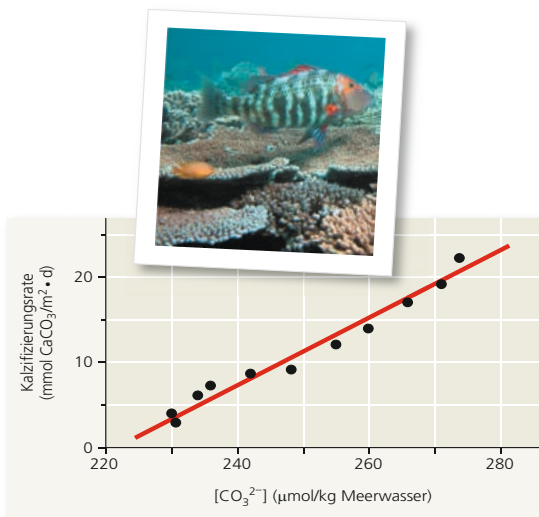 Kalzifizierungsrate
(mmol CaCO₃/m²• d)
20
10
0
220
240
260
280
[CO₃²⁻] (µmol/kg Meerwasser)